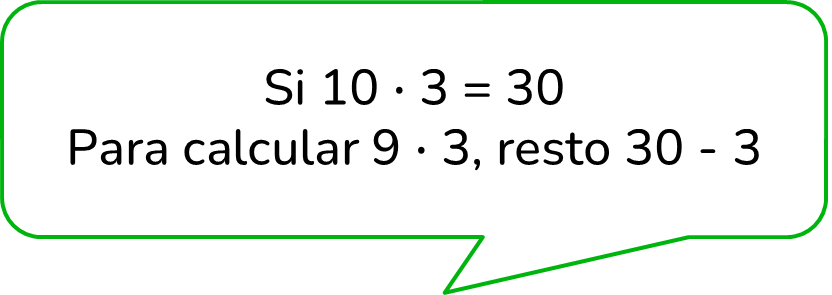 Si 10 · 3 = 30
Para calcular 9 · 3, resto 30 - 3